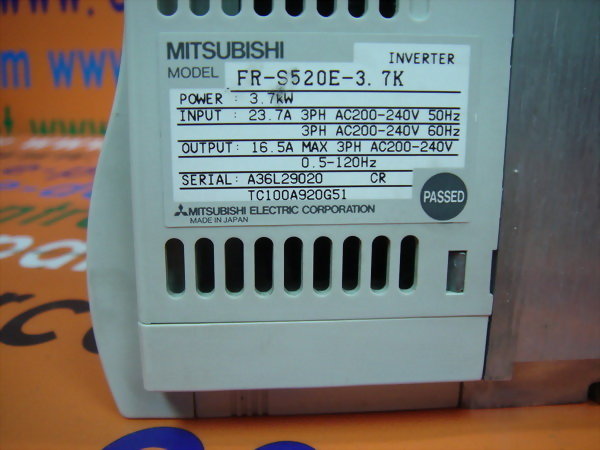 MITSUBISHI
INVERTER
MODEL FR-S520E-3.7K
POWER : 3.7kW
INPUT : 23.7A 3PH AC200-240V 50Hz
3PH AC200-240V 60Hz
OUTPUT: 16.5A MAX 3PH AC200-240V
0.5-120Hz
SERIAL: A36L29020 CR
TC100A920G51
PASSED
MITSUBISHI ELECTRIC CORPORATION
MADE IN JAPAN